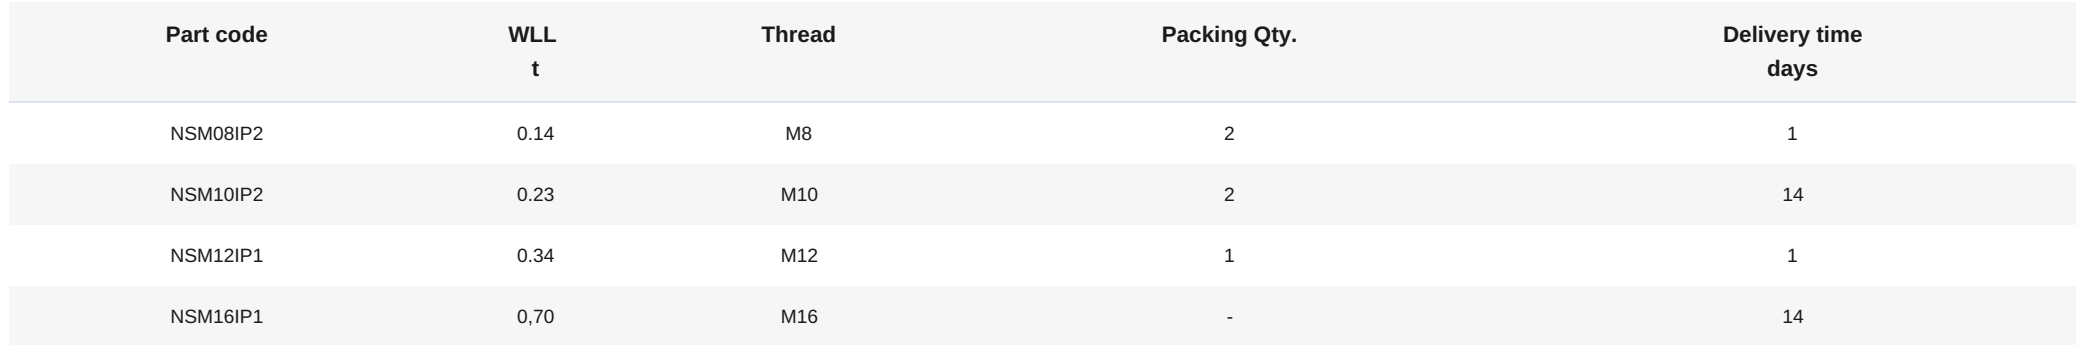 Part code WLL Thread Packing Qty. Delivery time
t days
NSM08IP2 0.14 M8 2 1
NSM10IP2 0.23 M10 2 14
NSM12IP1 0.34 M12 1 1
NSM16IP1 0,70 M16 - 14